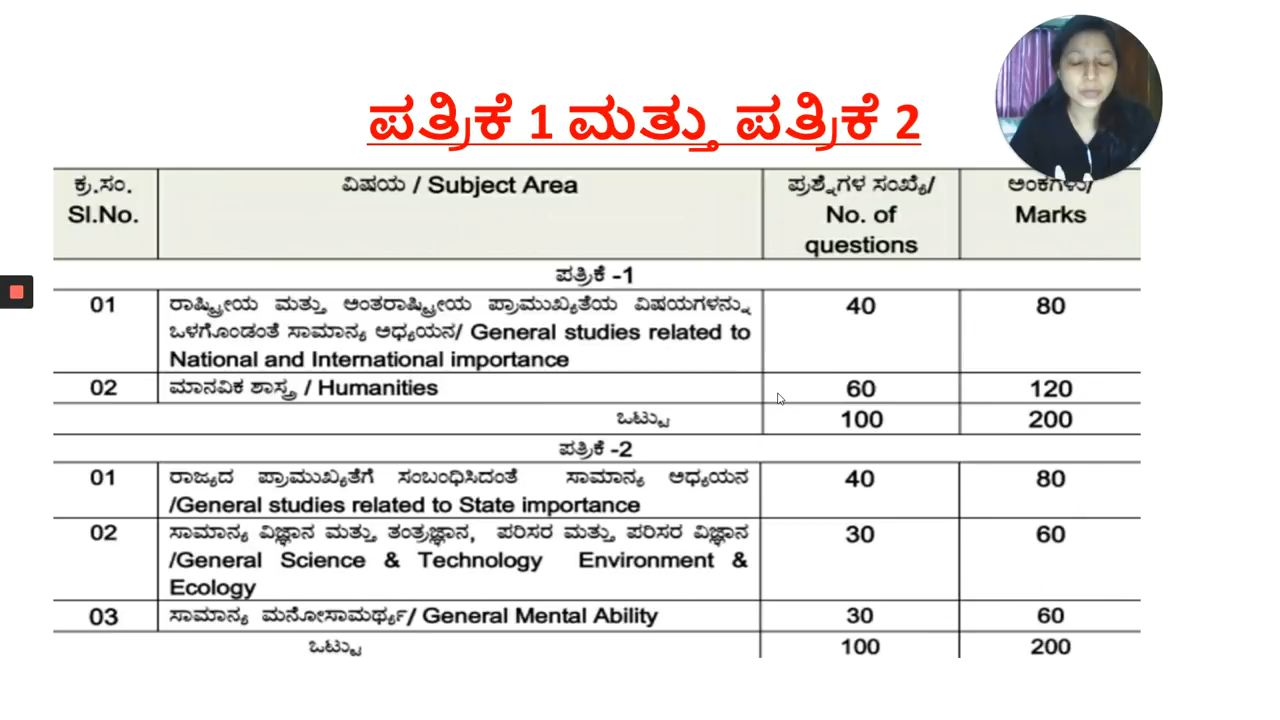 ಪತ್ರಿಕೆ 1 ಮತ್ತು ಪತ್ರಿಕೆ 2
ಕ್ರ.ಸಂ. ವಿಷಯ / Subject Area ಪ್ರಶ್ನೆಗಳ ಸಂಖ್ಯೆ/ ಅಂಕಗಳು/
Sl.No. No. of Marks
questions
ಪತ್ರಿಕೆ -1
01 ರಾಷ್ಟ್ರೀಯ ಮತ್ತು ಅಂತರಾಷ್ಟ್ರೀಯ ಪ್ರಾಮುಖ್ಯತೆಯ ವಿಷಯಗಳನ್ನು 40 80
ಒಳಗೊಂಡಂತೆ ಸಾಮಾನ್ಯ ಅಧ್ಯಯನ/ General studies related to
National and International importance
02 ಮಾನವಿಕ ಶಾಸ್ತ್ರ / Humanities 60 120
ಒಟ್ಟು 100 200
ಪತ್ರಿಕೆ -2
01 ರಾಜ್ಯದ ಪ್ರಾಮುಖ್ಯತೆಗೆ ಸಂಬಂಧಿಸಿದಂತೆ ಸಾಮಾನ್ಯ ಅಧ್ಯಯನ 40 80
/General studies related to State importance
02 ಸಾಮಾನ್ಯ ವಿಜ್ಞಾನ ಮತ್ತು ತಂತ್ರಜ್ಞಾನ, ಪರಿಸರ ಮತ್ತು ಪರಿಸರ ವಿಜ್ಞಾನ 30 60
/General Science & Technology Environment &
Ecology
03 ಸಾಮಾನ್ಯ ಮನೋಸಾಮರ್ಥ್ಯ/ General Mental Ability 30 60
ಒಟ್ಟು 100 200